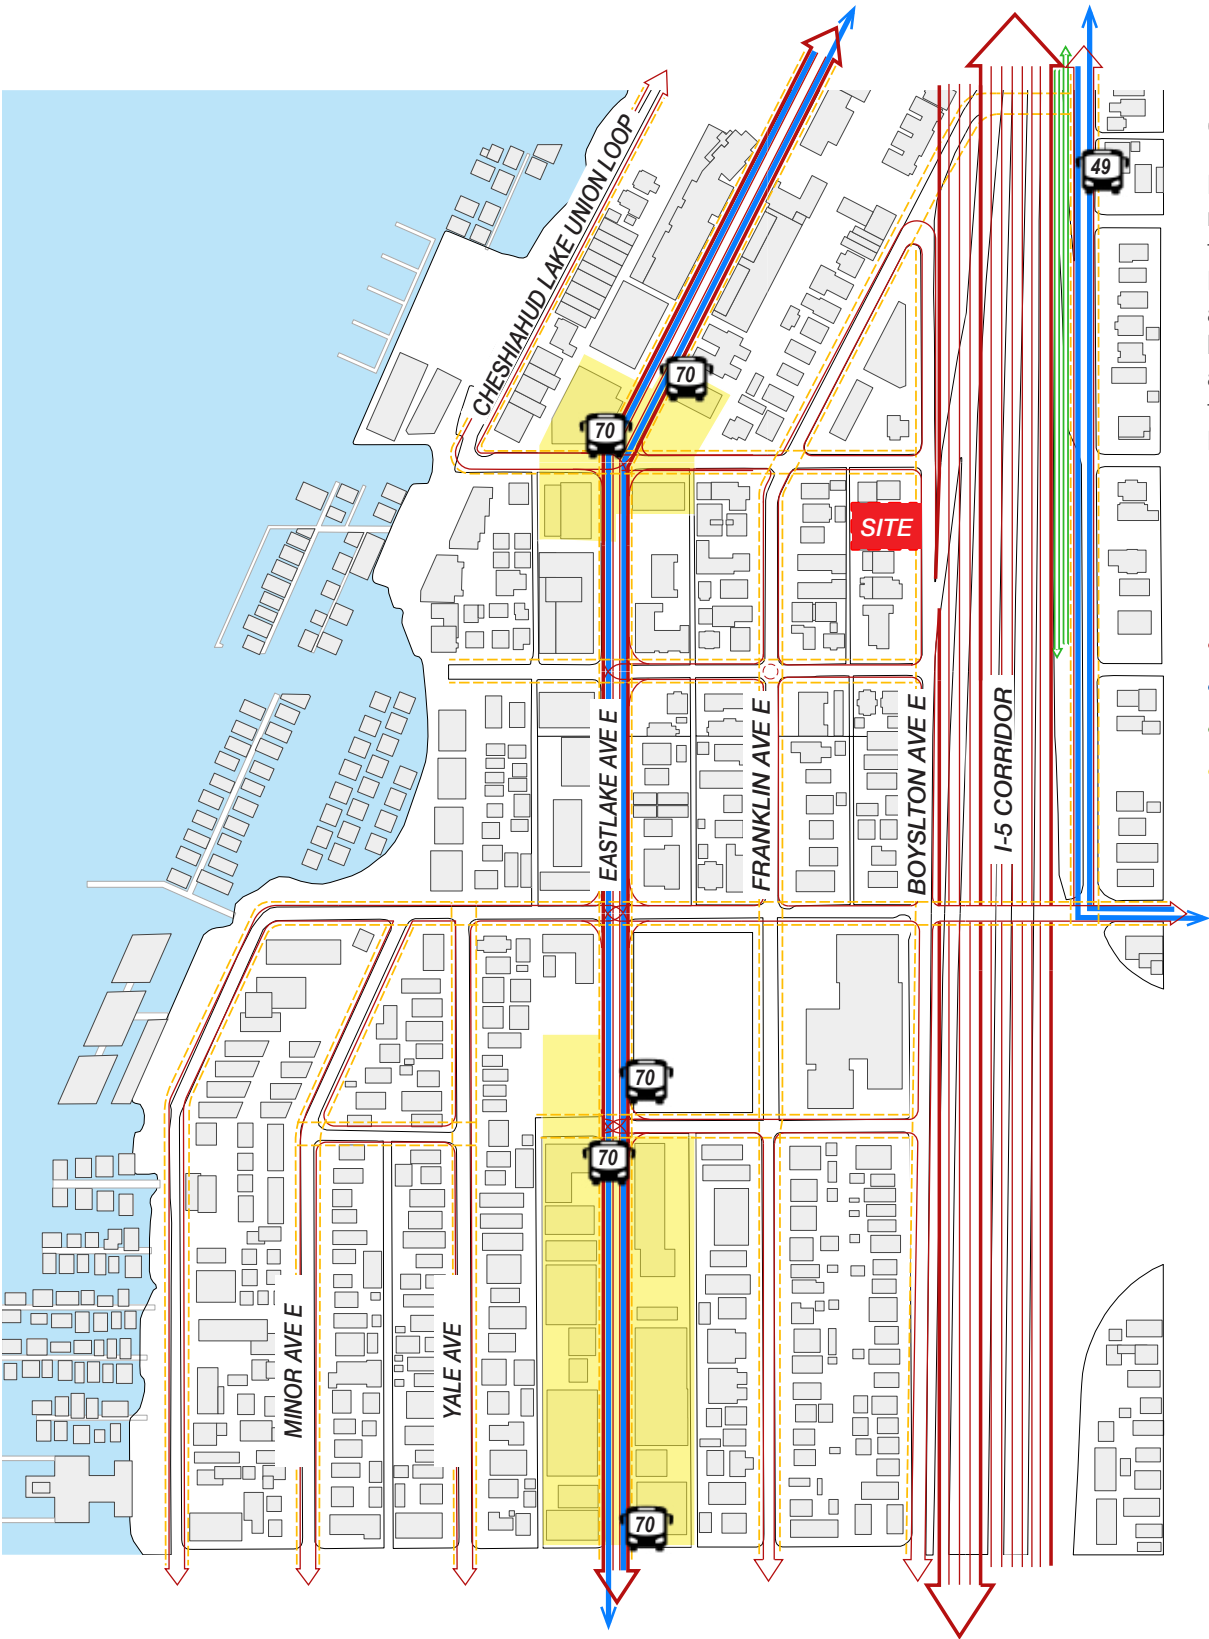 49
CHESHIAHUD LAKE UNION LOOP
70
70
SITE
EASTLAKE AVE E
FRANKLIN AVE E
BOYSLTON AVE E
I-5 CORRIDOR
70
70
MINOR AVE E
YALE AVE
70